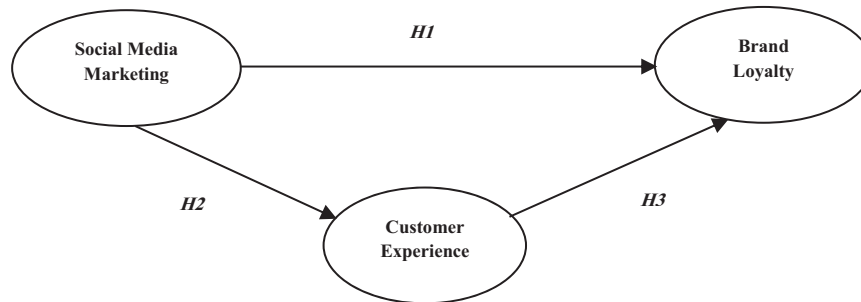 Social Media
Marketing
H1
Brand
Loyalty
H2
H3
Customer
Experience